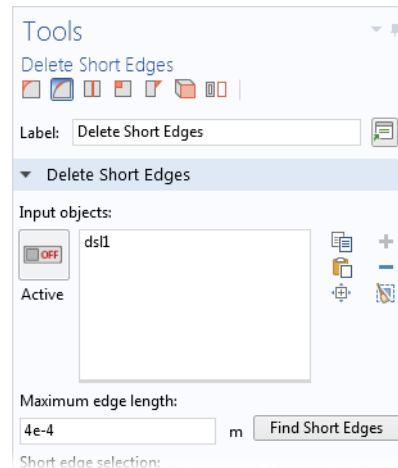 Tools
Delete Short Edges
Label: Delete Short Edges
Delete Short Edges
Input objects:
OFF dsl1
Active
Maximum edge length:
4e-4 m Find Short Edges
Short edge selection: